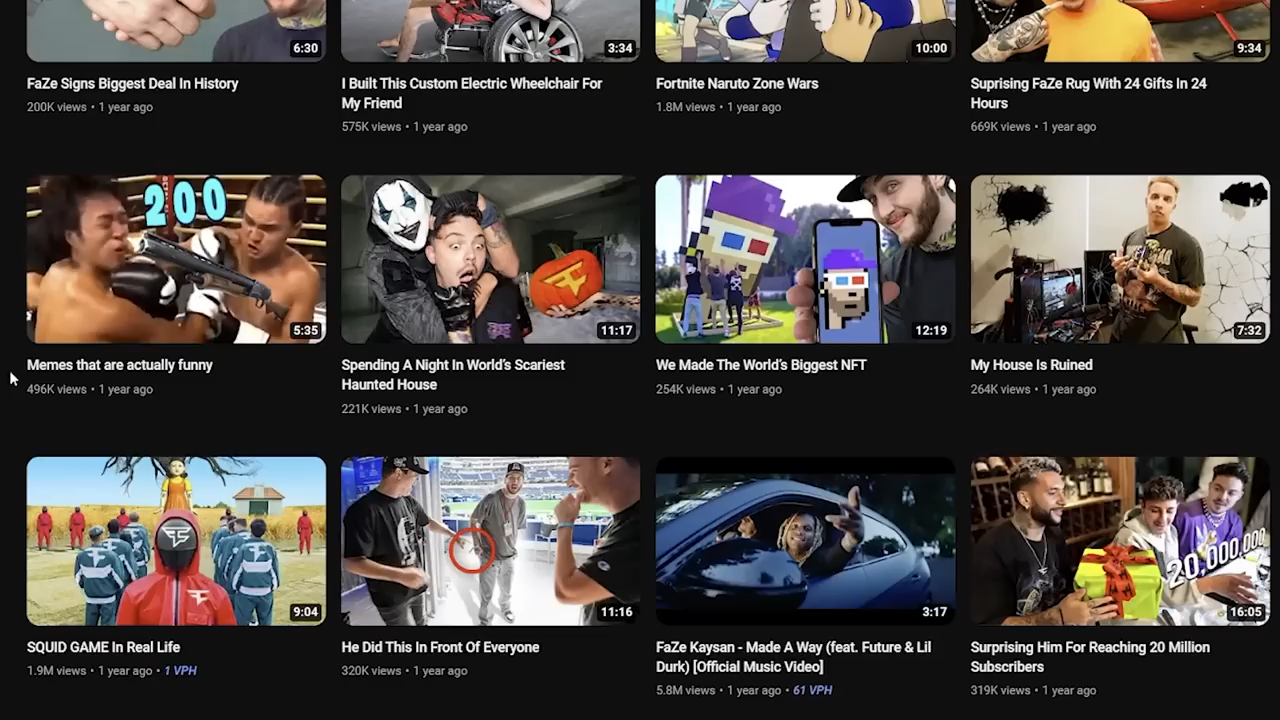 6:30
3:34
10:00
9:34
FaZe Signs Biggest Deal In History
200K views • 1 year ago
I Built This Custom Electric Wheelchair For
My Friend
575K views • 1 year ago
Fortnite Naruto Zone Wars
1.8M views • 1 year ago
Suprising FaZe Rug With 24 Gifts In 24
Hours
669K views • 1 year ago
200
5:35
11:17
12:19
7:32
Memes that are actually funny
496K views • 1 year ago
Spending A Night In World's Scariest
Haunted House
221K views • 1 year ago
We Made The World's Biggest NFT
254K views • 1 year ago
My House Is Ruined
264K views • 1 year ago
9:04
11:16
3:17
20,000,000
16:05
SQUID GAME In Real Life
1.9M views • 1 year ago • 1 VPH
He Did This In Front Of Everyone
320K views • 1 year ago
FaZe Kaysan - Made A Way (feat. Future & Lil
Durk) [Official Music Video]
5.8M views • 1 year ago • 61 VPH
Surprising Him For Reaching 20 Million
Subscribers
319K views • 1 year ago